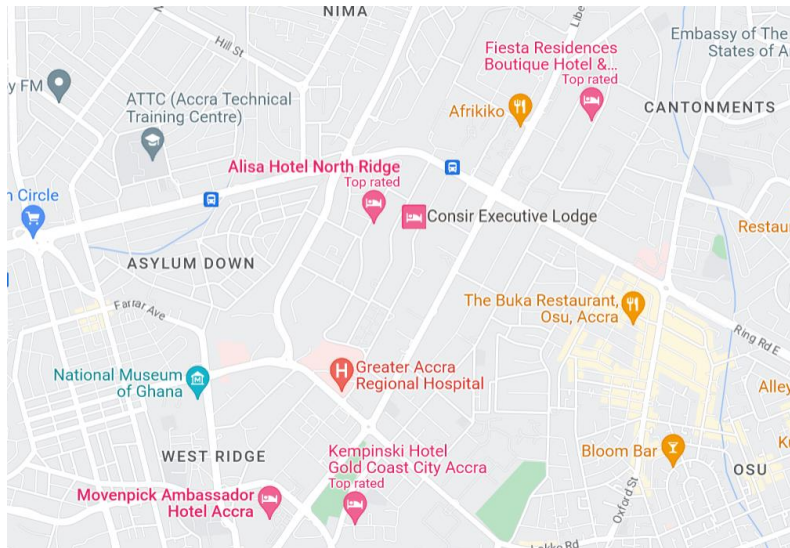 NIMA
Hill St
Libe
Embassy of The
States of A
Fiesta Residences
Boutique Hotel &...
Top rated
y FM
ATTC (Accra Technical
Training Centre)
Afrikiko
CANTONMENTS
Alisa Hotel North Ridge
Top rated
n Circle
Consir Executive Lodge
Restau
ASYLUM DOWN
Farrar Ave
The Buka Restaurant,
Osu, Accra
Ring Rd E
National Museum
of Ghana
Greater Accra
Regional Hospital
H
Alley
WEST RIDGE
Kempinski Hotel
Gold Coast City Accra
Top rated
Bloom Bar
OSU
Movenpick Ambassador
Hotel Accra
Oxford St